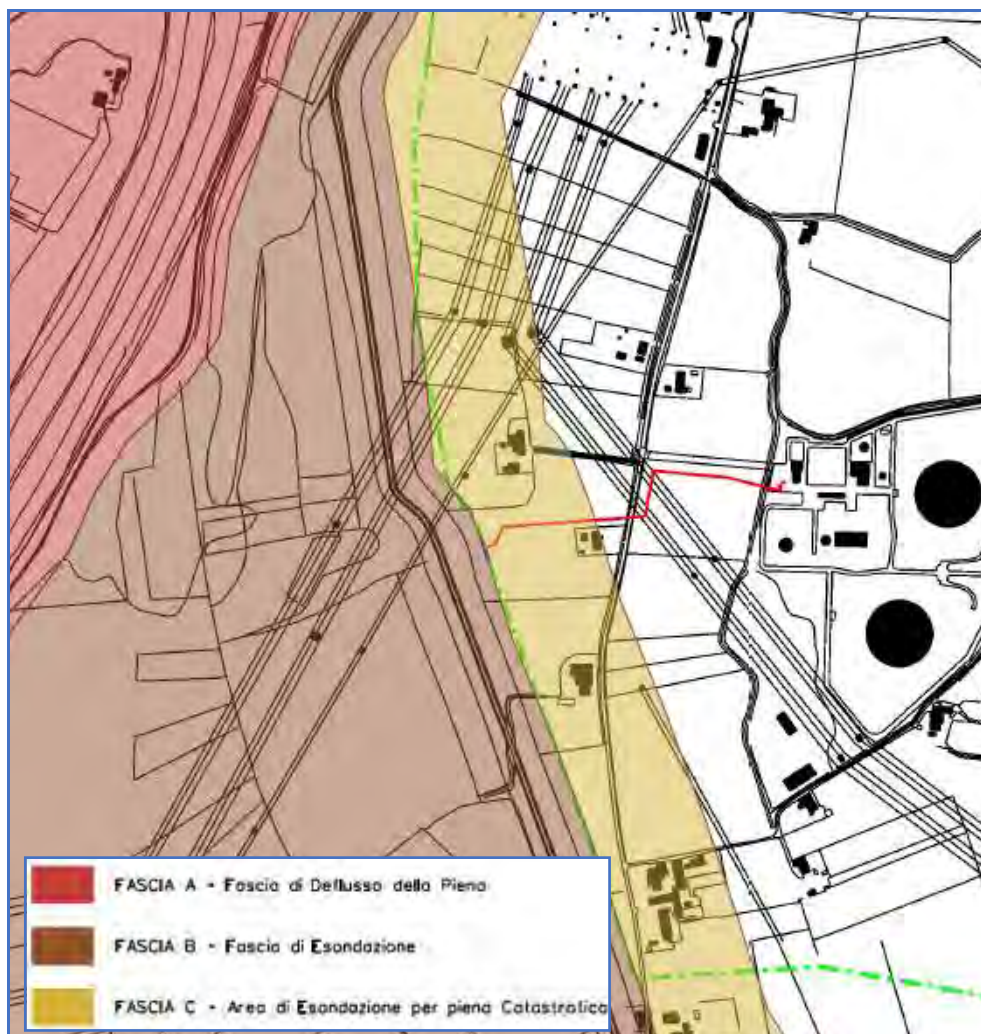 FASCIA A - Fascia di Deflusso della Piena
FASCIA B - Fascia di Esondazione
FASCIA C - Area di Esondazione per piena Catastrofica